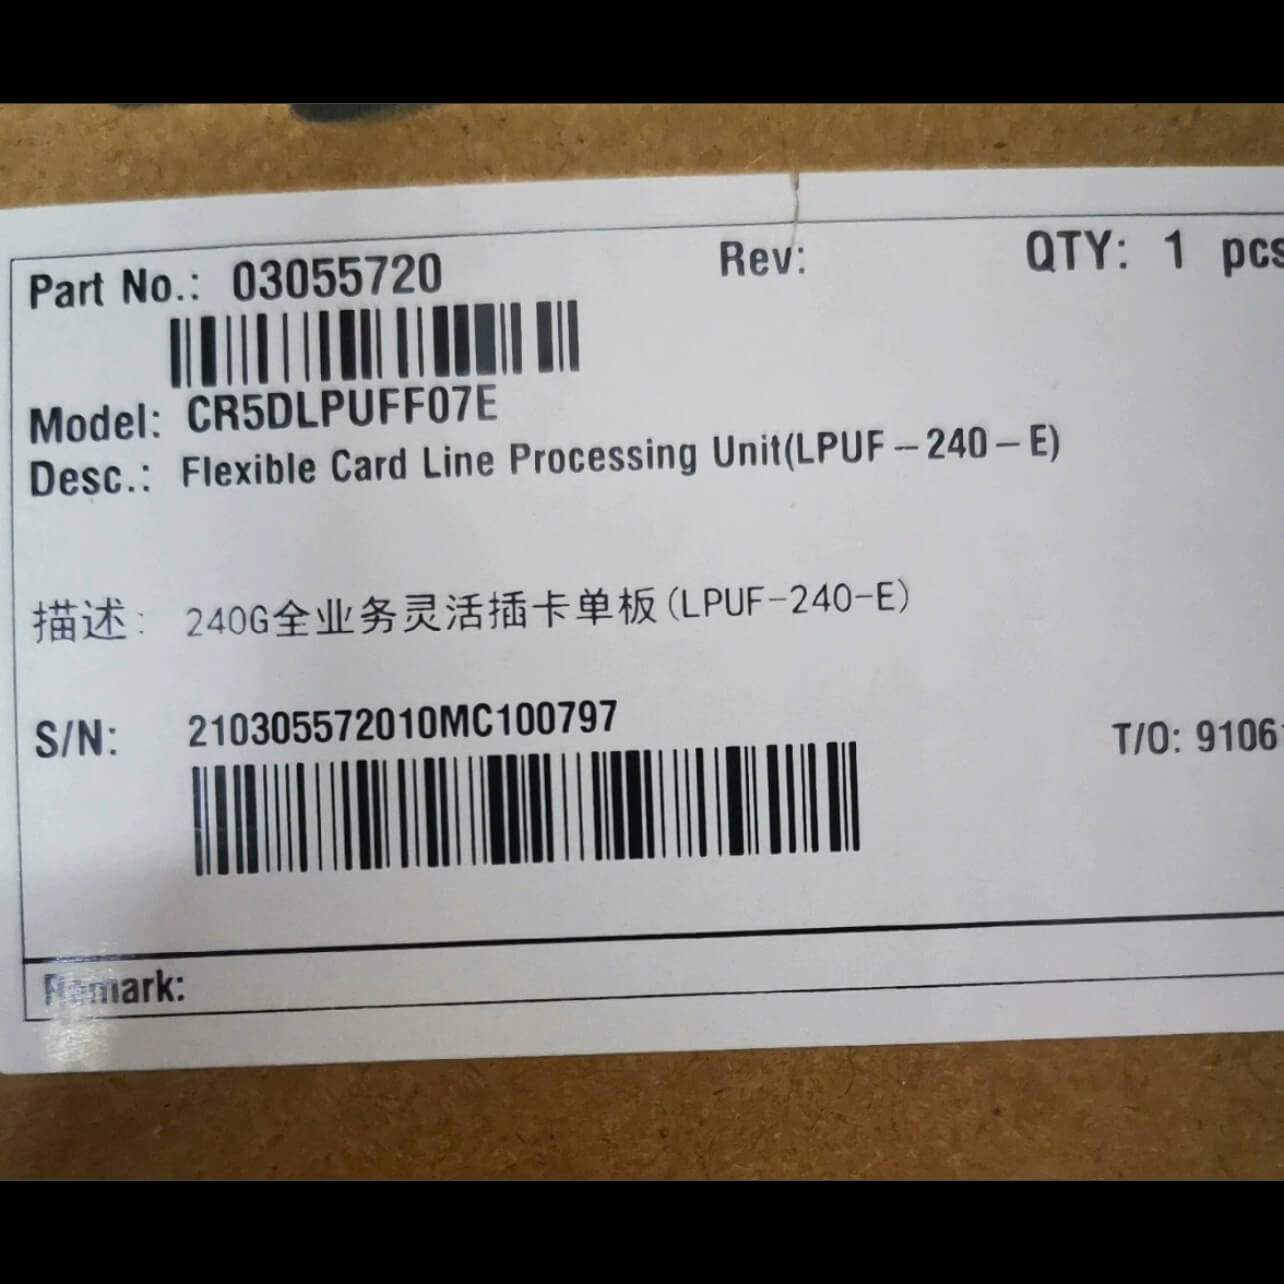 Part No.: 03055720 Rev: QTY: 1 pcs
Model: CR5DLPUFF07E
Desc.: Flexible Card Line Processing Unit(LPUF-240-E)
描述: 240G全业务灵活插卡单板(LPUF-240-E)
S/N: 210305572010MC100797
T/O: 9106
Remark: